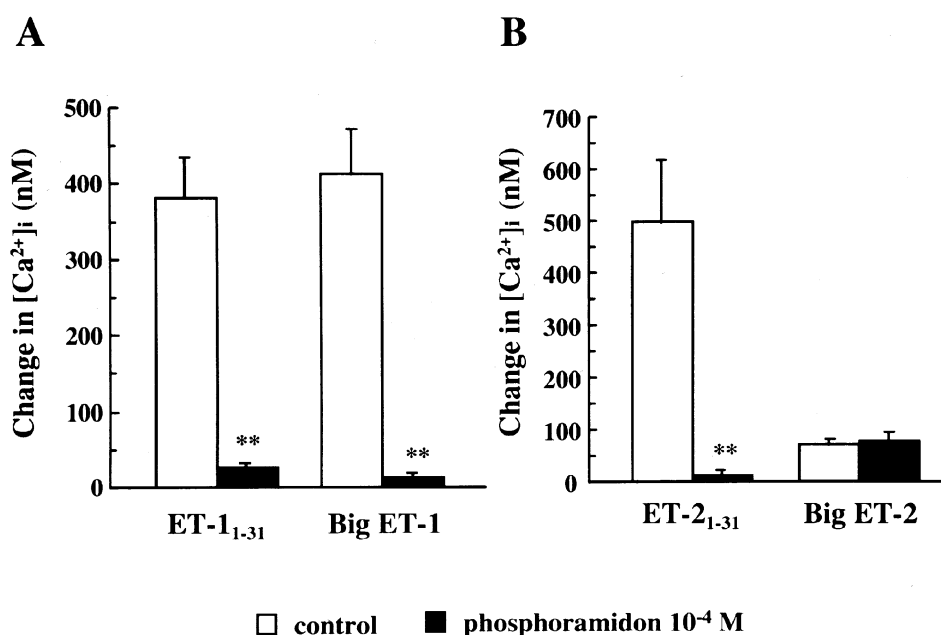 A
B
Change in [Ca²⁺]i (nM)
500
400
300
200
100
0
**
**
ET-1₁₋₃₁ Big ET-1
Change in [Ca²⁺]i (nM)
700
600
500
400
300
200
100
0
**
ET-2₁₋₃₁ Big ET-2
control phosphoramidon 10⁻⁴ M